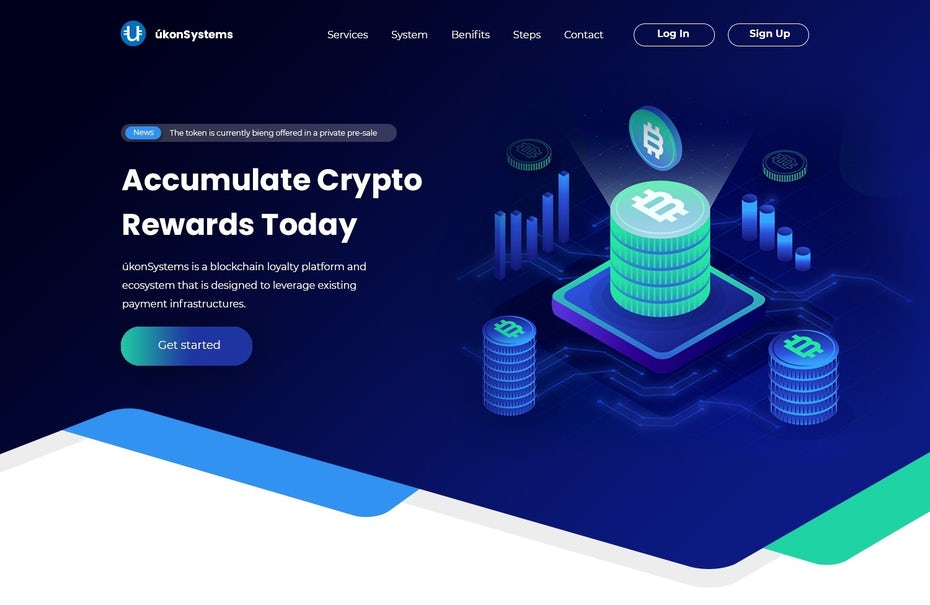 úkonSystems
Services System Benifits Steps Contact Log In Sign Up
News The token is currently bieng offered in a private pre-sale
Accumulate Crypto
Rewards Today
úkonSystems is a blockchain loyalty platform and
ecosystem that is designed to leverage existing
payment infrastructures.
Get started